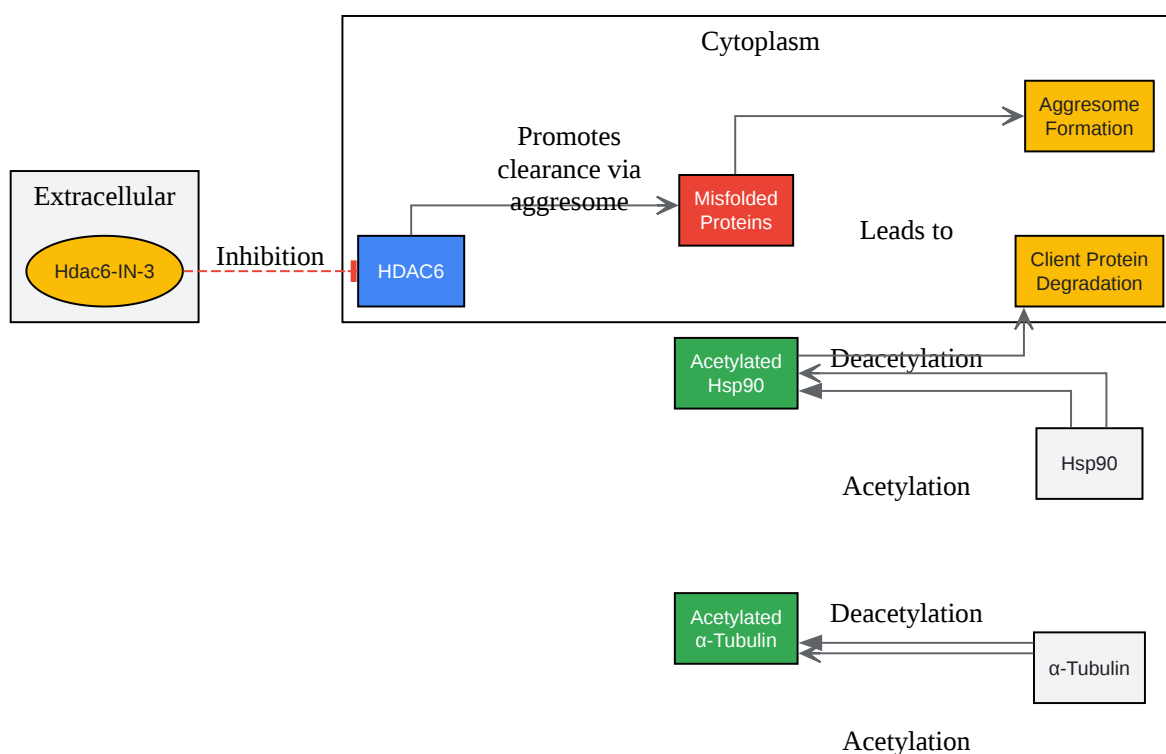 Cytoplasm
Aggresome
Formation
Promotes
clearance via
aggresome
Extracellular
Misfolded
Proteins
Leads to
Inhibition
Hdac6-IN-3
HDAC6
Client Protein
Degradation
Acetylated
Hsp90
Deacetylation
Hsp90
Acetylation
Acetylated
α-Tubulin
Deacetylation
α-Tubulin
Acetylation